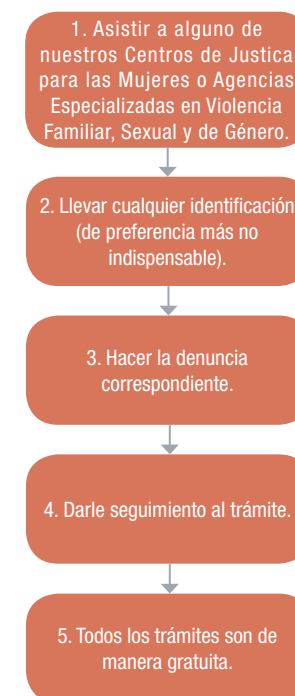 1. Asistir a alguno de
nuestros Centros de Justica
para las Mujeres o Agencias
Especializadas en Violencia
Familiar, Sexual y de Género.
2. Llevar cualquier identificación
(de preferencia más no
indispensable).
3. Hacer la denuncia
correspondiente.
4. Darle seguimiento al trámite.
5. Todos los trámites son de
manera gratuita.